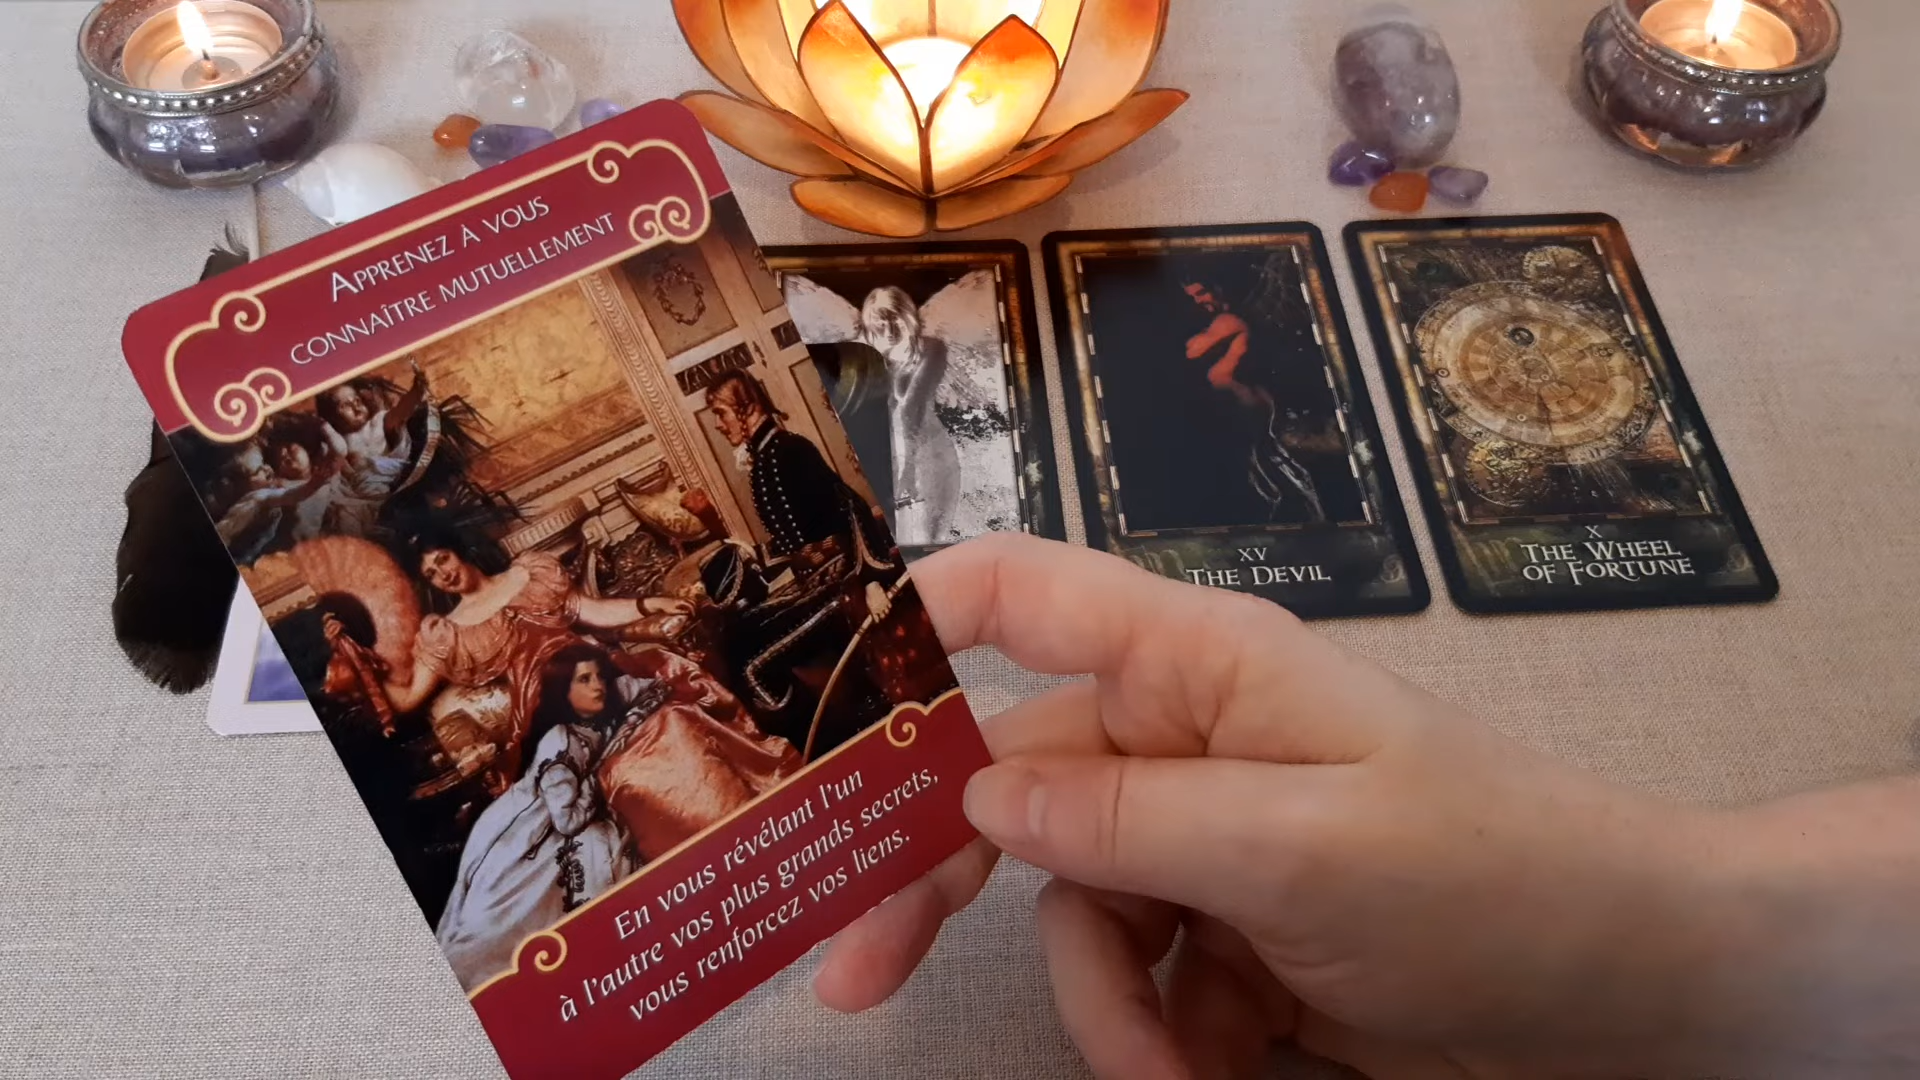 APPRENEZ À VOUS
CONNAÎTRE MUTUELLEMENT
En vous révélant l'un
à l'autre vos plus grands secrets,
vous renforcez vos liens.
XV
THE DEVIL
X
THE WHEEL
OF FORTUNE